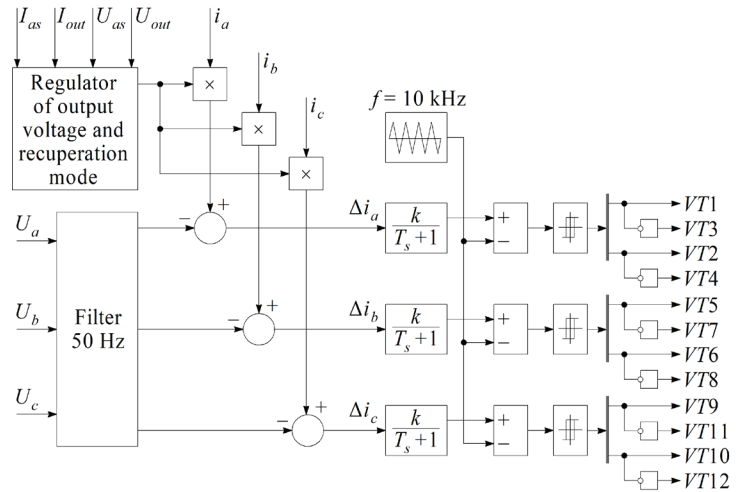 I_as I_out U_as U_out i_a
i_b
i_c
Regulator
of output
voltage and
recuperation
mode
×
×
×
f = 10 kHz
U_a
U_b
U_c
Filter
50 Hz
+
−
+
−
+
−
Δi_a
k
T_s +1
+
−
Δi_b
k
T_s +1
+
−
Δi_c
k
T_s +1
+
−
VT1
VT3
VT2
VT4
VT5
VT7
VT6
VT8
VT9
VT11
VT10
VT12